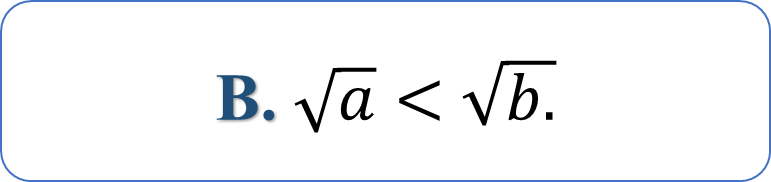 B. √a < √b.